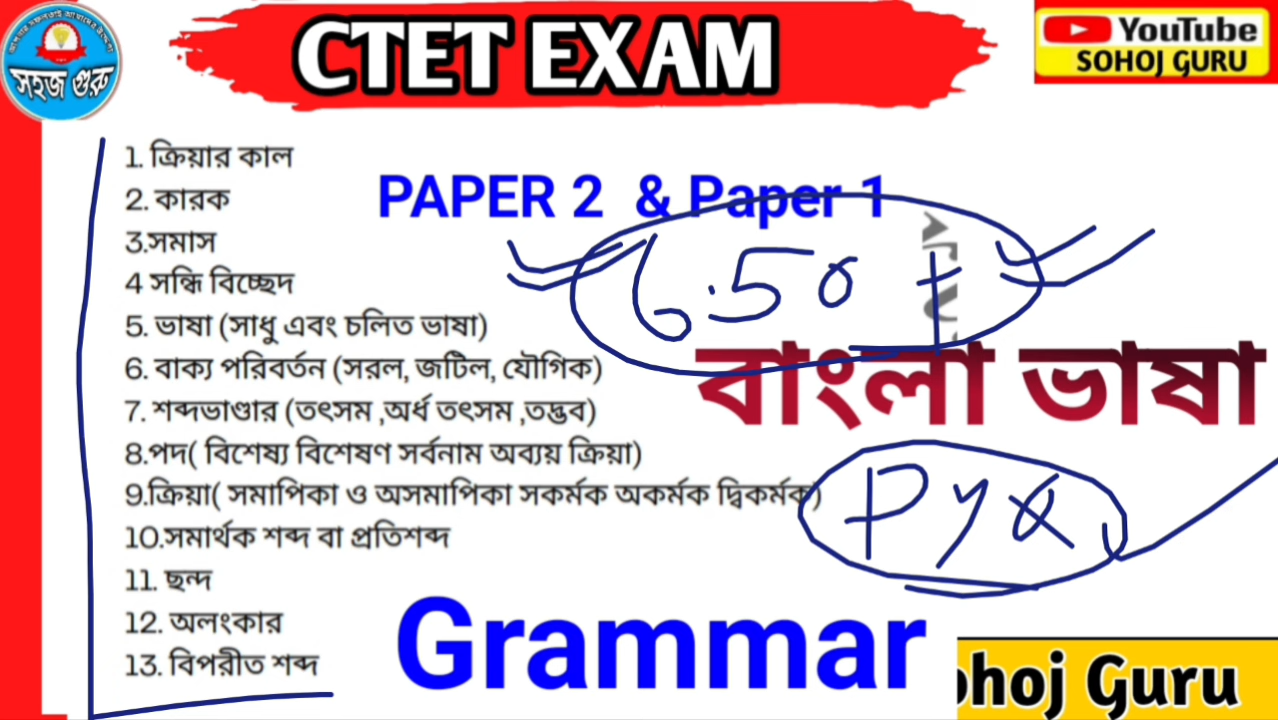 সহজ গুরু
CTET EXAM
YouTube
SOHOJ GURU
PAPER 2 & Paper 1
1. ক্রিয়ার কাল
2. কারক
3.সমাস
4 সন্ধি বিচ্ছেদ
5. ভাষা (সাধু এবং চলিত ভাষা)
6. বাক্য পরিবর্তন (সরল, জটিল, যৌগিক)
7. শব্দভাণ্ডার (তৎসম ,অর্ধ তৎসম ,তদ্ভব)
8.পদ( বিশেষ্য বিশেষণ সর্বনাম অব্যয় ক্রিয়া)
9.ক্রিয়া( সমাপিকা ও অসমাপিকা সকর্মক অকর্মক দ্বিকর্মক)
10.সমার্থক শব্দ বা প্রতিশব্দ
11. ছন্দ
12. অলংকার
13. বিপরীত শব্দ
6.50
বাংলা ভাষা
PYQ
Grammar
ohoj Guru